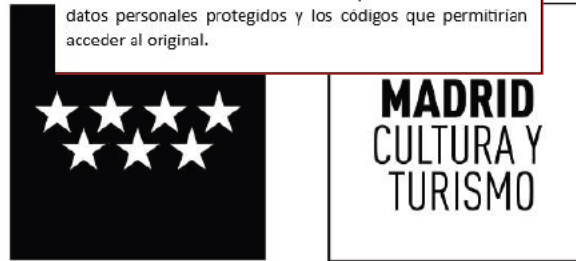 datos personales protegidos y los códigos que permitirían
acceder al original.
MADRID
CULTURA Y
TURISMO